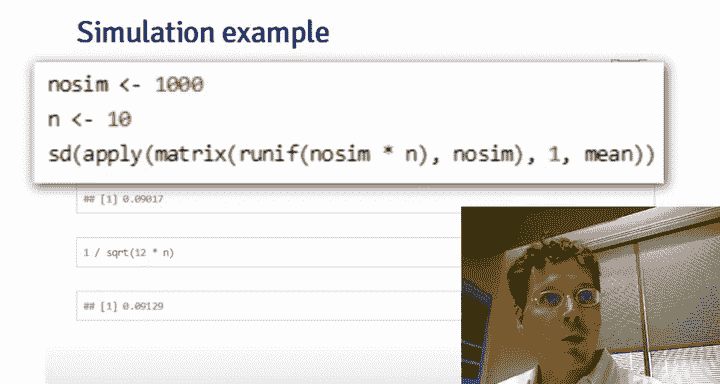 Simulation example
nosim <- 1000
n <- 10
sd(apply(matrix(runif(nosim * n), nosim), 1, mean))
## [1] 0.09017
1 / sqrt(12 * n)
## [1] 0.09129